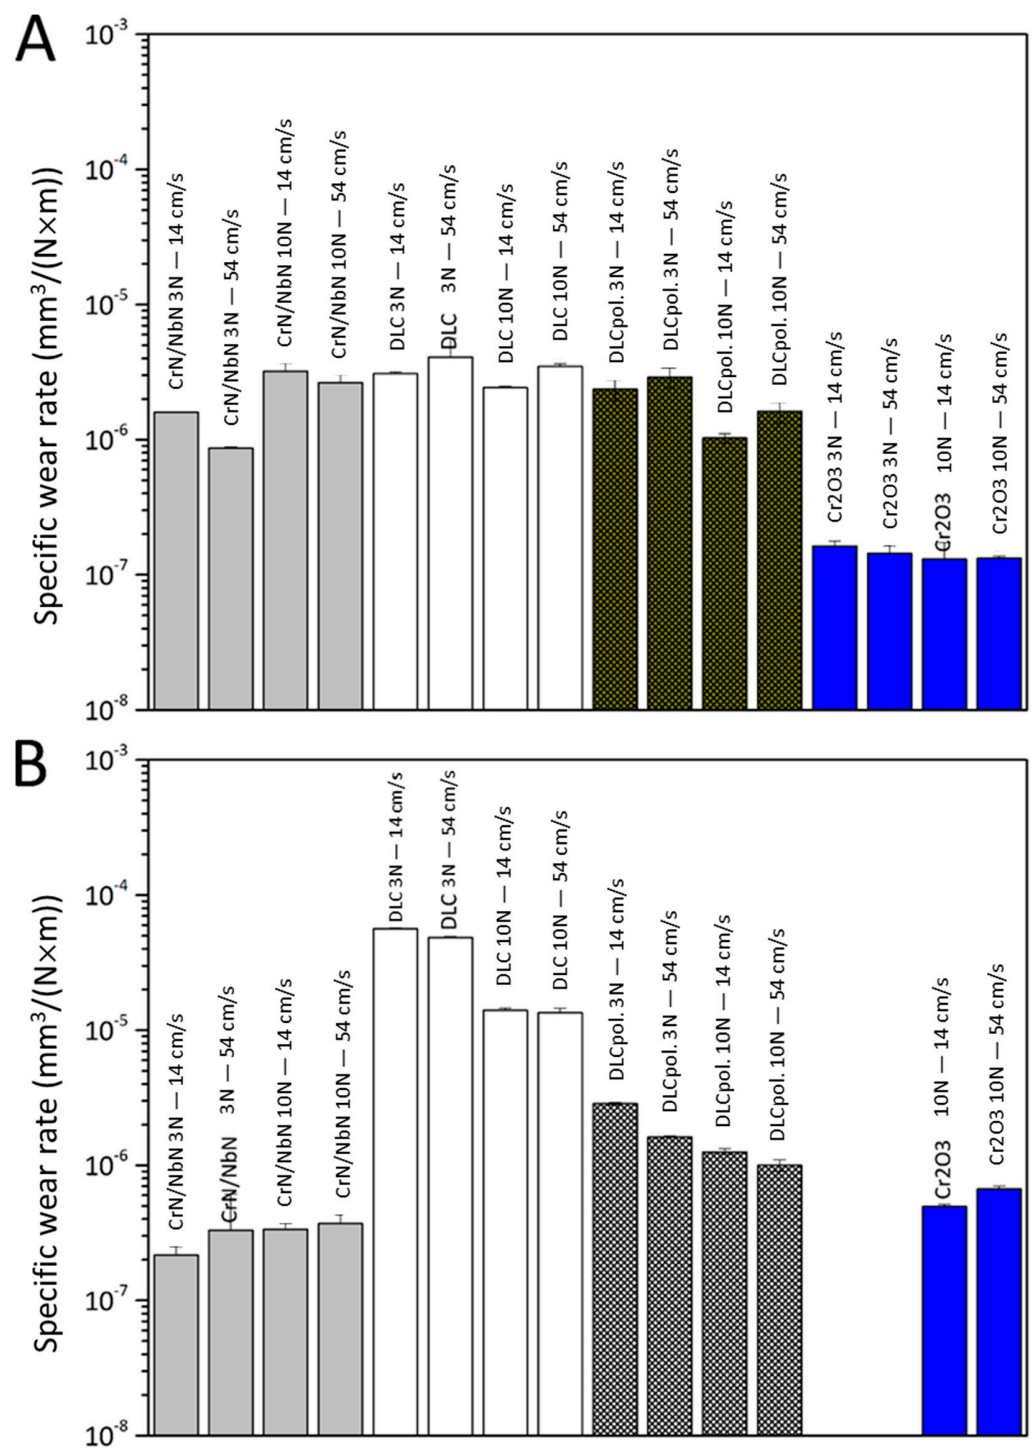 A
Specific wear rate (mm³/(N×m))
10⁻³
10⁻⁴
10⁻⁵
10⁻⁶
10⁻⁷
10⁻⁸
CrN/NbN 3N — 14 cm/s
CrN/NbN 3N — 54 cm/s
CrN/NbN 10N — 14 cm/s
CrN/NbN 10N — 54 cm/s
DLC 3N — 14 cm/s
DLC 3N — 54 cm/s
DLC 10N — 14 cm/s
DLC 10N — 54 cm/s
DLCpol. 3N — 14 cm/s
DLCpol. 3N — 54 cm/s
DLCpol. 10N — 14 cm/s
DLCpol. 10N — 54 cm/s
Cr2O3 3N — 14 cm/s
Cr2O3 3N — 54 cm/s
Cr2O3 10N — 14 cm/s
Cr2O3 10N — 54 cm/s
B
Specific wear rate (mm³/(N×m))
10⁻³
10⁻⁴
10⁻⁵
10⁻⁶
10⁻⁷
10⁻⁸
CrN/NbN 3N — 14 cm/s
CrN/NbN 3N — 54 cm/s
CrN/NbN 10N — 14 cm/s
CrN/NbN 10N — 54 cm/s
DLC 3N — 14 cm/s
DLC 3N — 54 cm/s
DLC 10N — 14 cm/s
DLC 10N — 54 cm/s
DLCpol. 3N — 14 cm/s
DLCpol. 3N — 54 cm/s
DLCpol. 10N — 14 cm/s
DLCpol. 10N — 54 cm/s
Cr2O3 10N — 14 cm/s
Cr2O3 10N — 54 cm/s